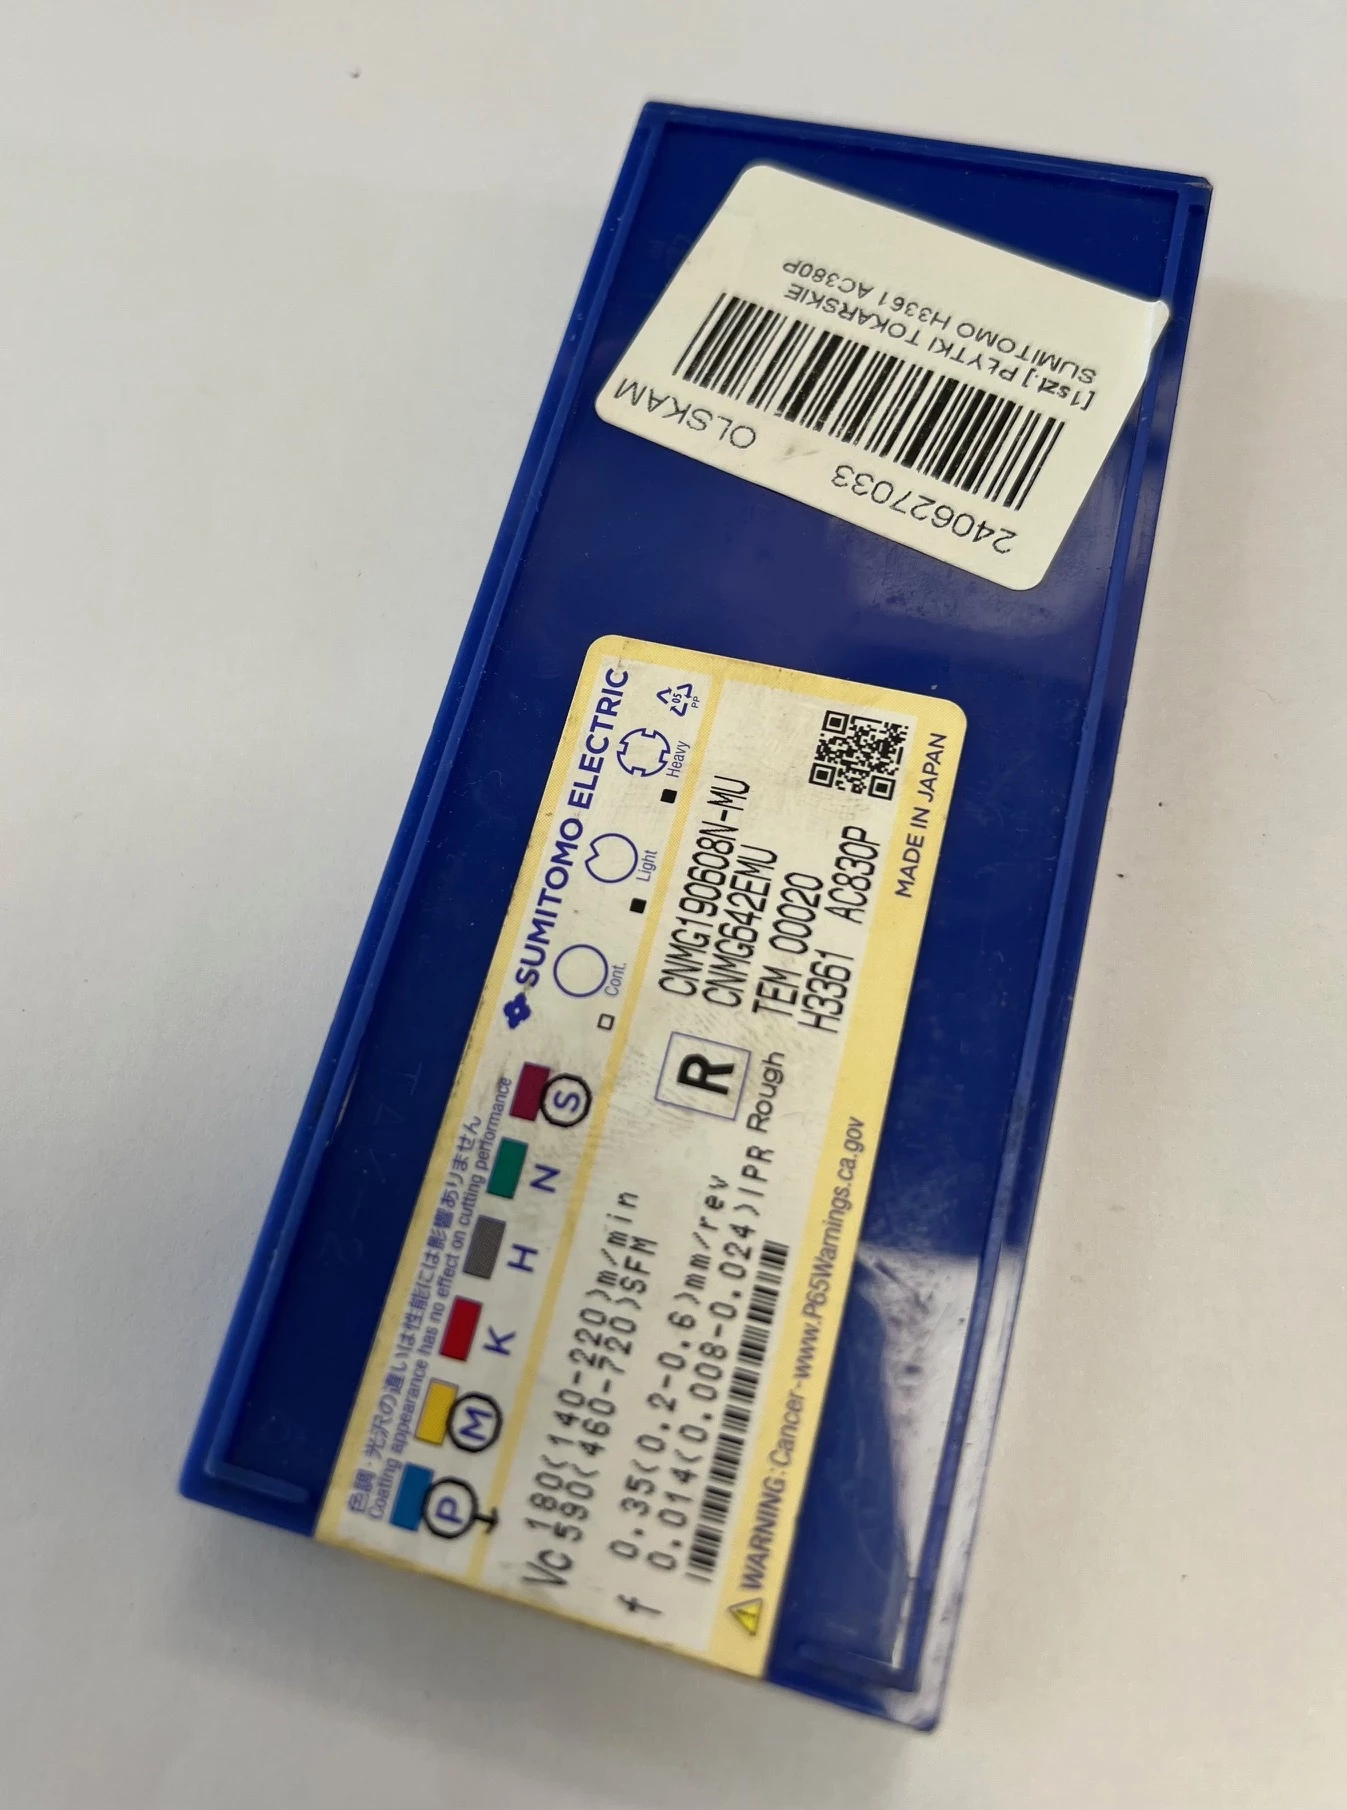 240627033 OLSKAM
[1szt.] PŁYTKI TOKARSKIE
SUMITOMO H3361 AC380P
色調・光沢の違いは性能には影響ありません
Coating appearance has no effect on cutting performance
SUMITOMO ELECTRIC
P M K H N S
Cont. Light Heavy
05
PP
Vc 180(140-220)m/min
590(460-720)SFM
f 0.35(0.2-0.6)mm/rev
0.014(0.008-0.024)IPR
R
Rough
CNMG190608N-MU
CNMG642EMU
TEM 00020
H3361 AC830P
WARNING:Cancer-www.P65Warnings.ca.gov
MADE IN JAPAN